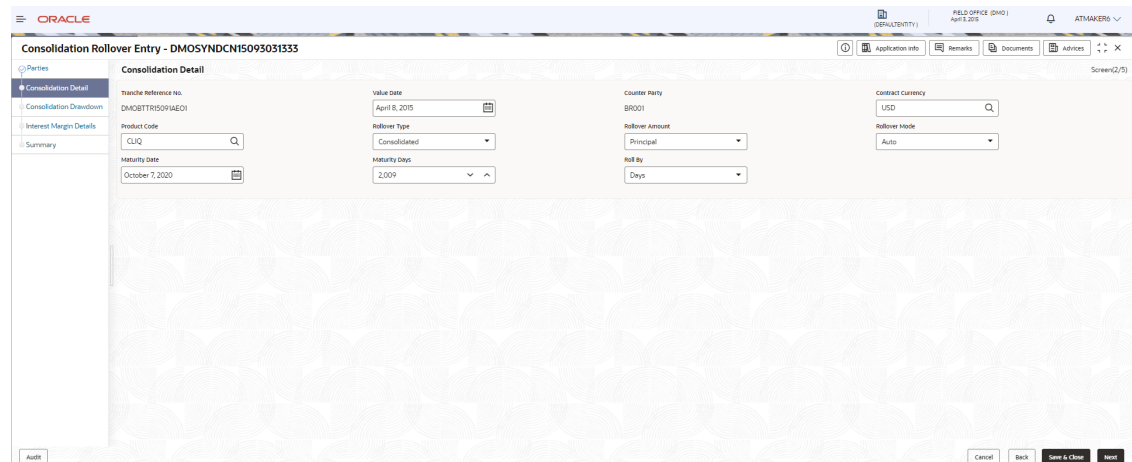 ORACLE
(DEFAULTENTITY)
FIELD OFFICE (DMO)
April 3, 2015
ATMAKER6
Consolidation Rollover Entry - DMOSYNDCN15093031333
Application Info
Remarks
Documents
Advices
Parties
Consolidation Detail
Consolidation Drawdown
Interest Margin Details
Summary
Consolidation Detail
Screen(2/5)
Tranche Reference No.
Value Date
Counter Party
Contract Currency
DMOBTTR15091AEO1
April 8, 2015
BR001
USD
Product Code
Rollover Type
Rollover Amount
Rollover Mode
CLIQ
Consolidated
Principal
Auto
Maturity Date
Maturity Days
Roll By
October 7, 2020
2,009
Days
Audit
Cancel
Back
Save & Close
Next